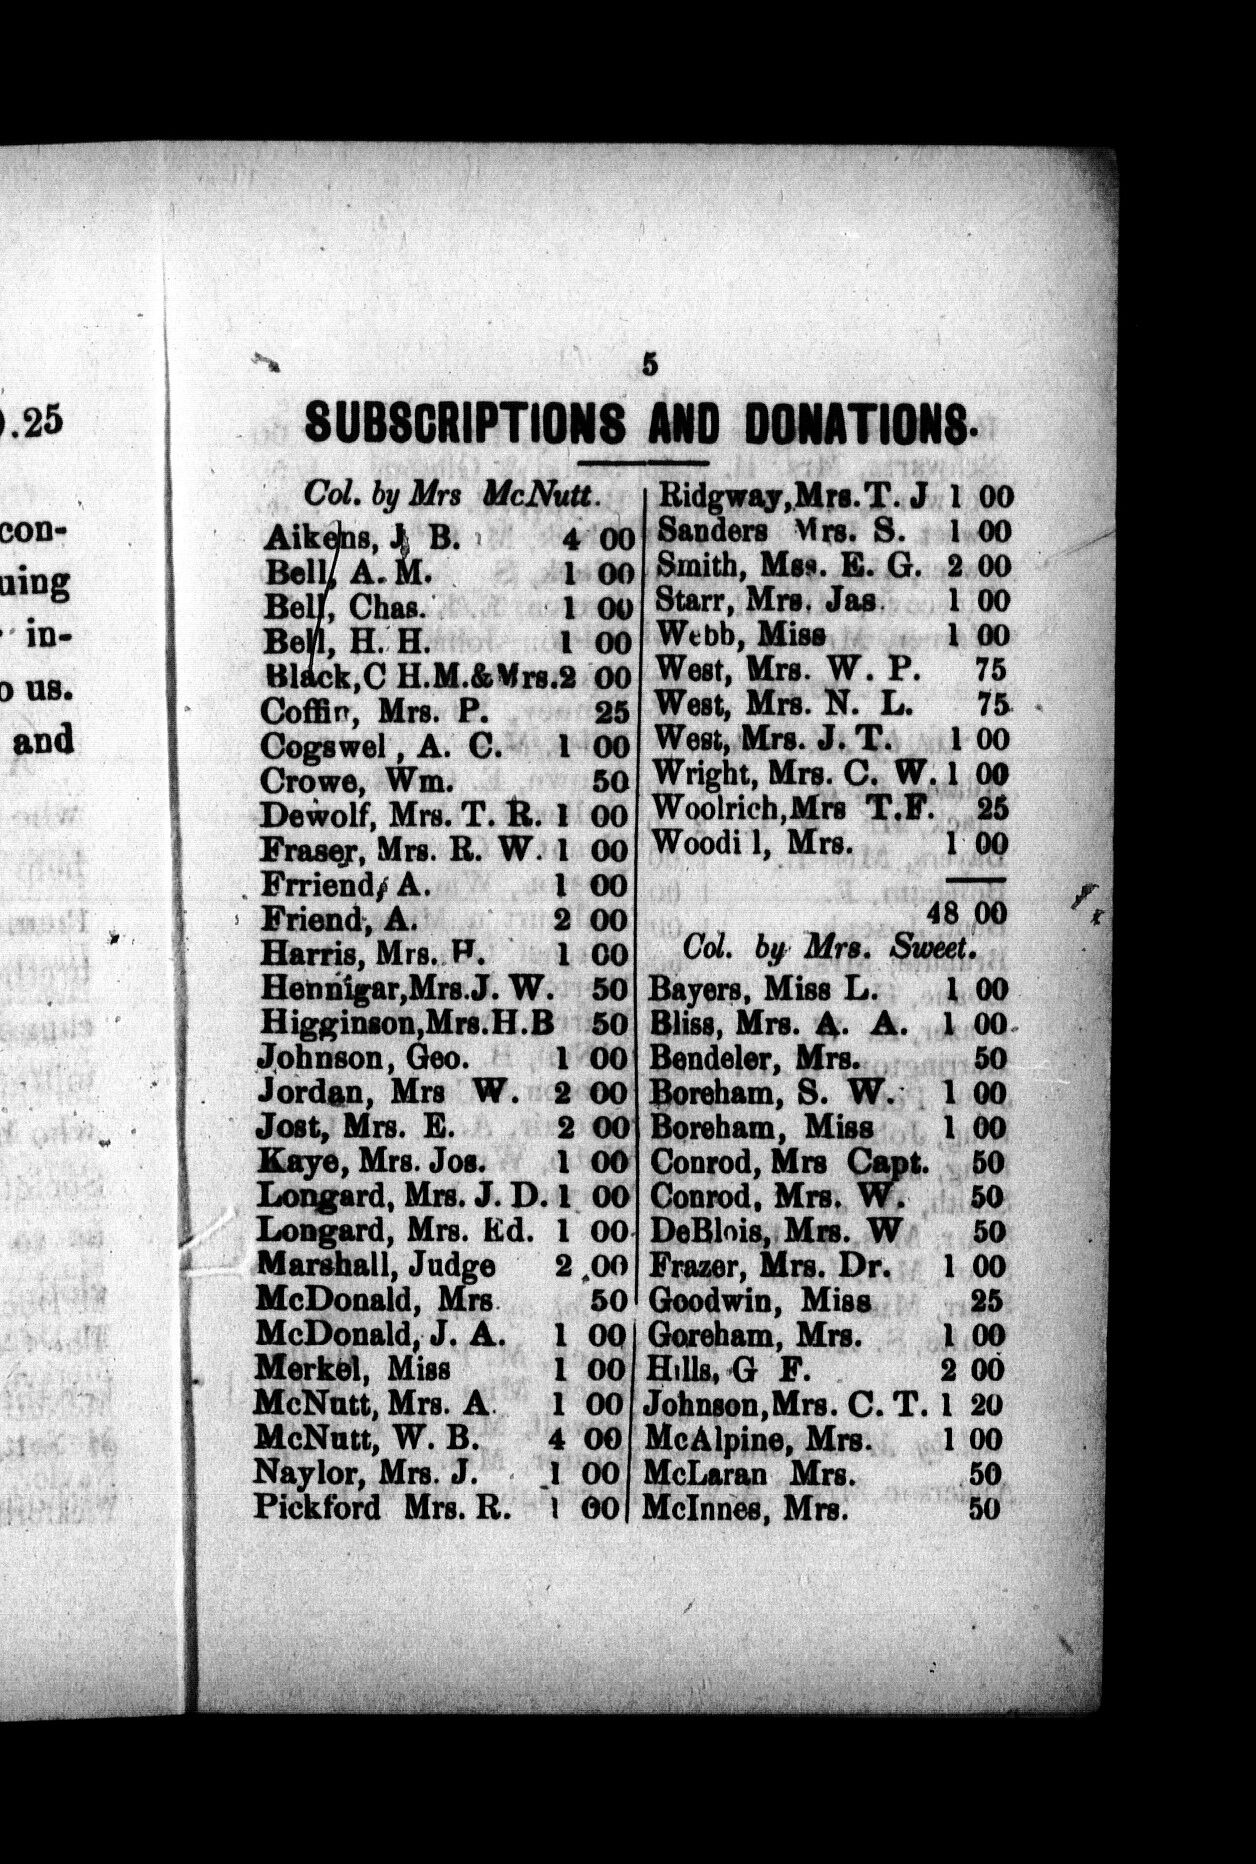 ).25
con-
uing
in-
o us.
and
5
SUBSCRIPTIONS AND DONATIONS.
Col. by Mrs McNutt.
Aikens, J B. 4 00
Bell, A. M. 1 00
Bell, Chas. 1 00
Bell, H. H. 1 00
Black, C H.M.&Mrs. 2 00
Coffin, Mrs. P. 25
Cogswel , A. C. 1 00
Crowe, Wm. 50
Dewolf, Mrs. T. R. 1 00
Fraser, Mrs. R. W. 1 00
Frriend, A. 1 00
Friend, A. 2 00
Harris, Mrs. H. 1 00
Hennigar, Mrs. J. W. 50
Higginson, Mrs. H. B 50
Johnson, Geo. 1 00
Jordan, Mrs W. 2 00
Jost, Mrs. E. 2 00
Kaye, Mrs. Jos. 1 00
Longard, Mrs. J. D. 1 00
Longard, Mrs. Ed. 1 00
Marshall, Judge 2 00
McDonald, Mrs 50
McDonald, J. A. 1 00
Merkel, Miss 1 00
McNutt, Mrs. A. 1 00
McNutt, W. B. 4 00
Naylor, Mrs. J. 1 00
Pickford Mrs. R. 1 00
Ridgway, Mrs. T. J 1 00
Sanders Mrs. S. 1 00
Smith, Mss. E. G. 2 00
Starr, Mrs. Jas. 1 00
Webb, Miss 1 00
West, Mrs. W. P. 75
West, Mrs. N. L. 75
West, Mrs. J. T. 1 00
Wright, Mrs. C. W. 1 00
Woolrich, Mrs T.F. 25
Woodi l, Mrs. 1 00
48 00
Col. by Mrs. Sweet.
Bayers, Miss L. 1 00
Bliss, Mrs. A. A. 1 00
Bendeler, Mrs. 50
Boreham, S. W. 1 00
Boreham, Miss 1 00
Conrod, Mrs Capt. 50
Conrod, Mrs. W. 50
DeBlois, Mrs. W 50
Frazer, Mrs. Dr. 1 00
Goodwin, Miss 25
Goreham, Mrs. 1 00
Hills, G F. 2 00
Johnson, Mrs. C. T. 1 20
McAlpine, Mrs. 1 00
McLaran Mrs. 50
McInnes, Mrs. 50